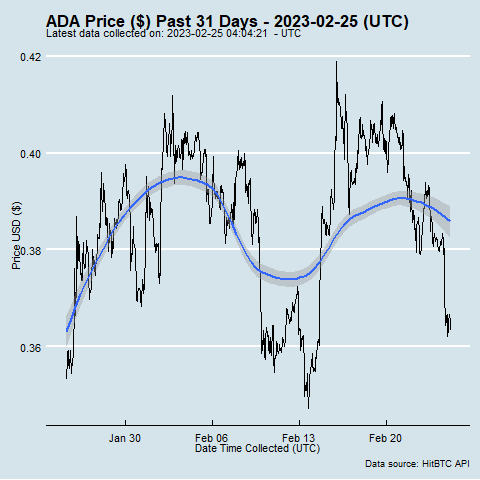 ADA Price ($) Past 31 Days - 2023-02-25 (UTC)
Latest data collected on: 2023-02-25 04:04:21 - UTC
0.42
0.40
0.38
0.36
Price USD ($)
Jan 30 Feb 06 Feb 13 Feb 20
Date Time Collected (UTC)
Data source: HitBTC API